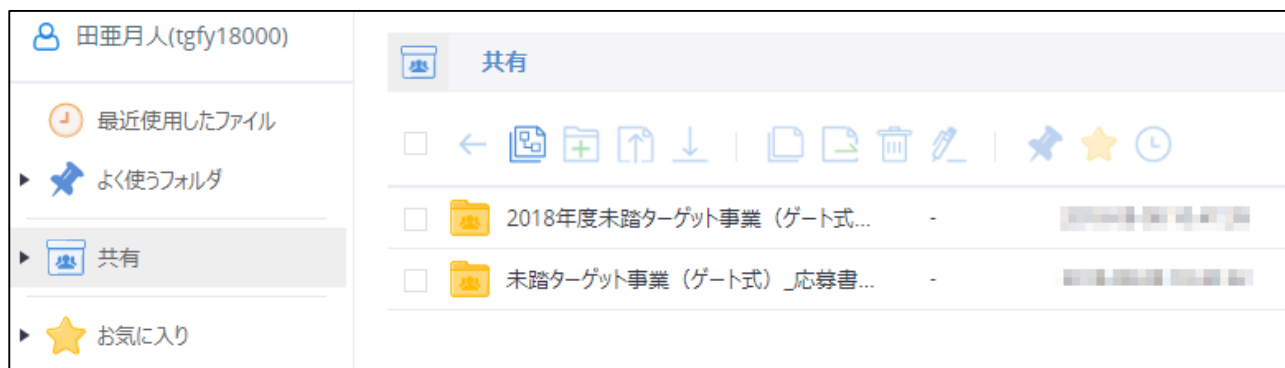 田亜月人(tgfy18000)
最近使用したファイル
よく使うフォルダ
共有
お気に入り
共有
2018年度未踏ターゲット事業（ゲート式... -
未踏ターゲット事業（ゲート式）_応募書... -